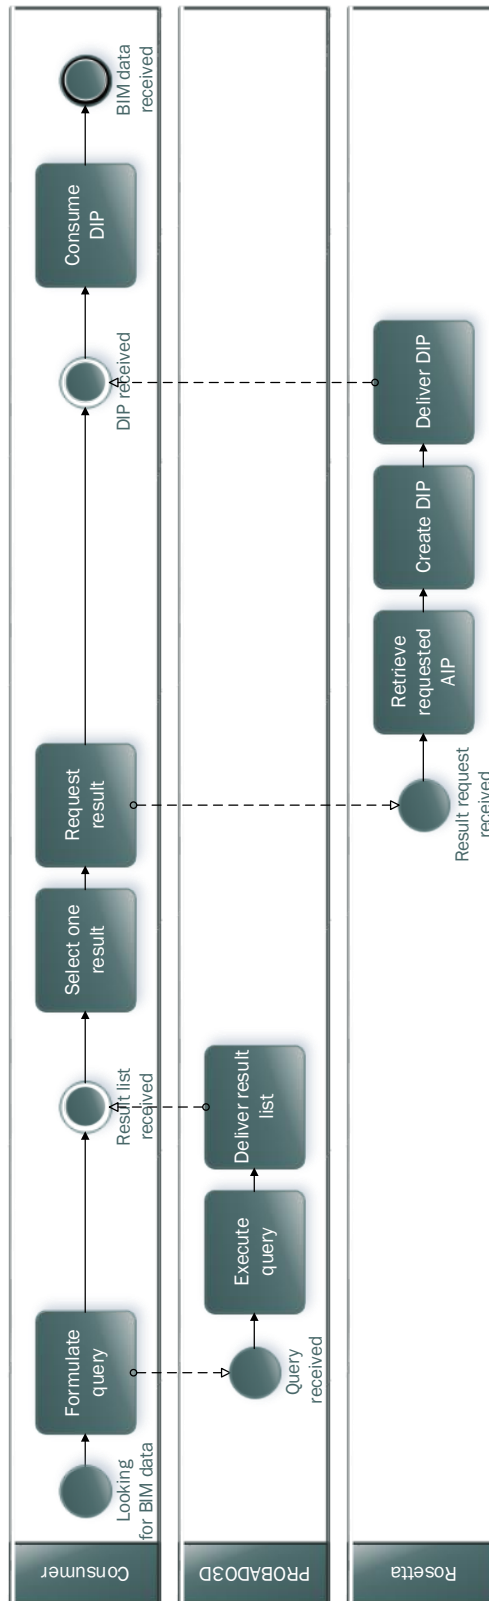 Consumer
Looking
for BIM data
Formulate
query
Result list
received
Select one
result
Request
result
DIP received
Consume
DIP
BIM data
received
PROBADO3D
Query
received
Execute
query
Deliver result
list
Rosetta
Result request
received
Retrieve
requested
AIP
Create DIP
Deliver DIP